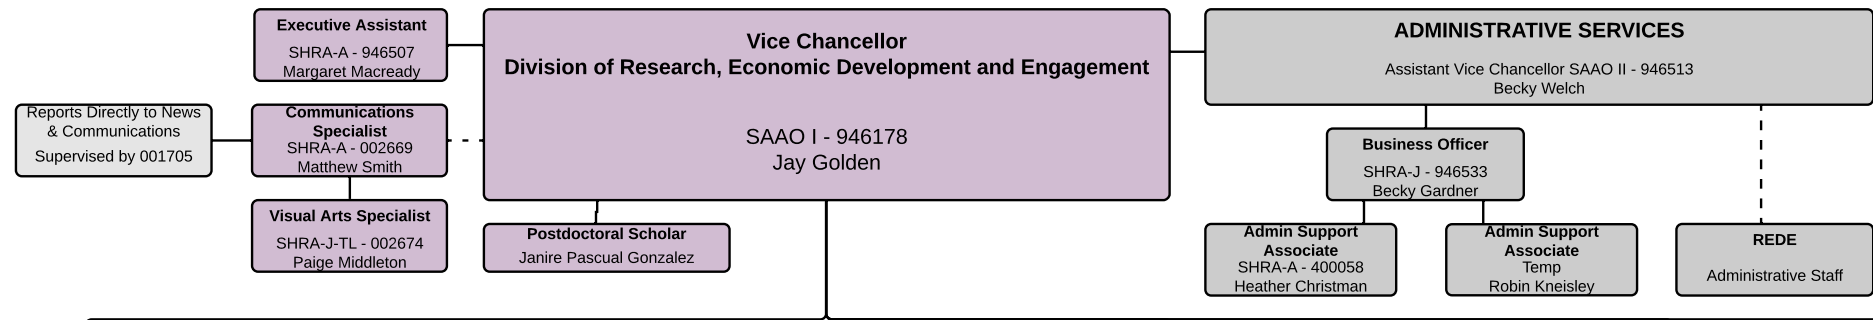 Executive Assistant
SHRA-A - 946507
Margaret Macready
Reports Directly to News
& Communications
Supervised by 001705
Communications
Specialist
SHRA-A - 002669
Matthew Smith
Visual Arts Specialist
SHRA-J-TL - 002674
Paige Middleton
Vice Chancellor
Division of Research, Economic Development and Engagement
SAAO I - 946178
Jay Golden
Postdoctoral Scholar
Janire Pascual Gonzalez
ADMINISTRATIVE SERVICES
Assistant Vice Chancellor SAAO II - 946513
Becky Welch
Business Officer
SHRA-J - 946533
Becky Gardner
Admin Support
Associate
SHRA-A - 400058
Heather Christman
Admin Support
Associate
Temp
Robin Kneisley
REDE
Administrative Staff